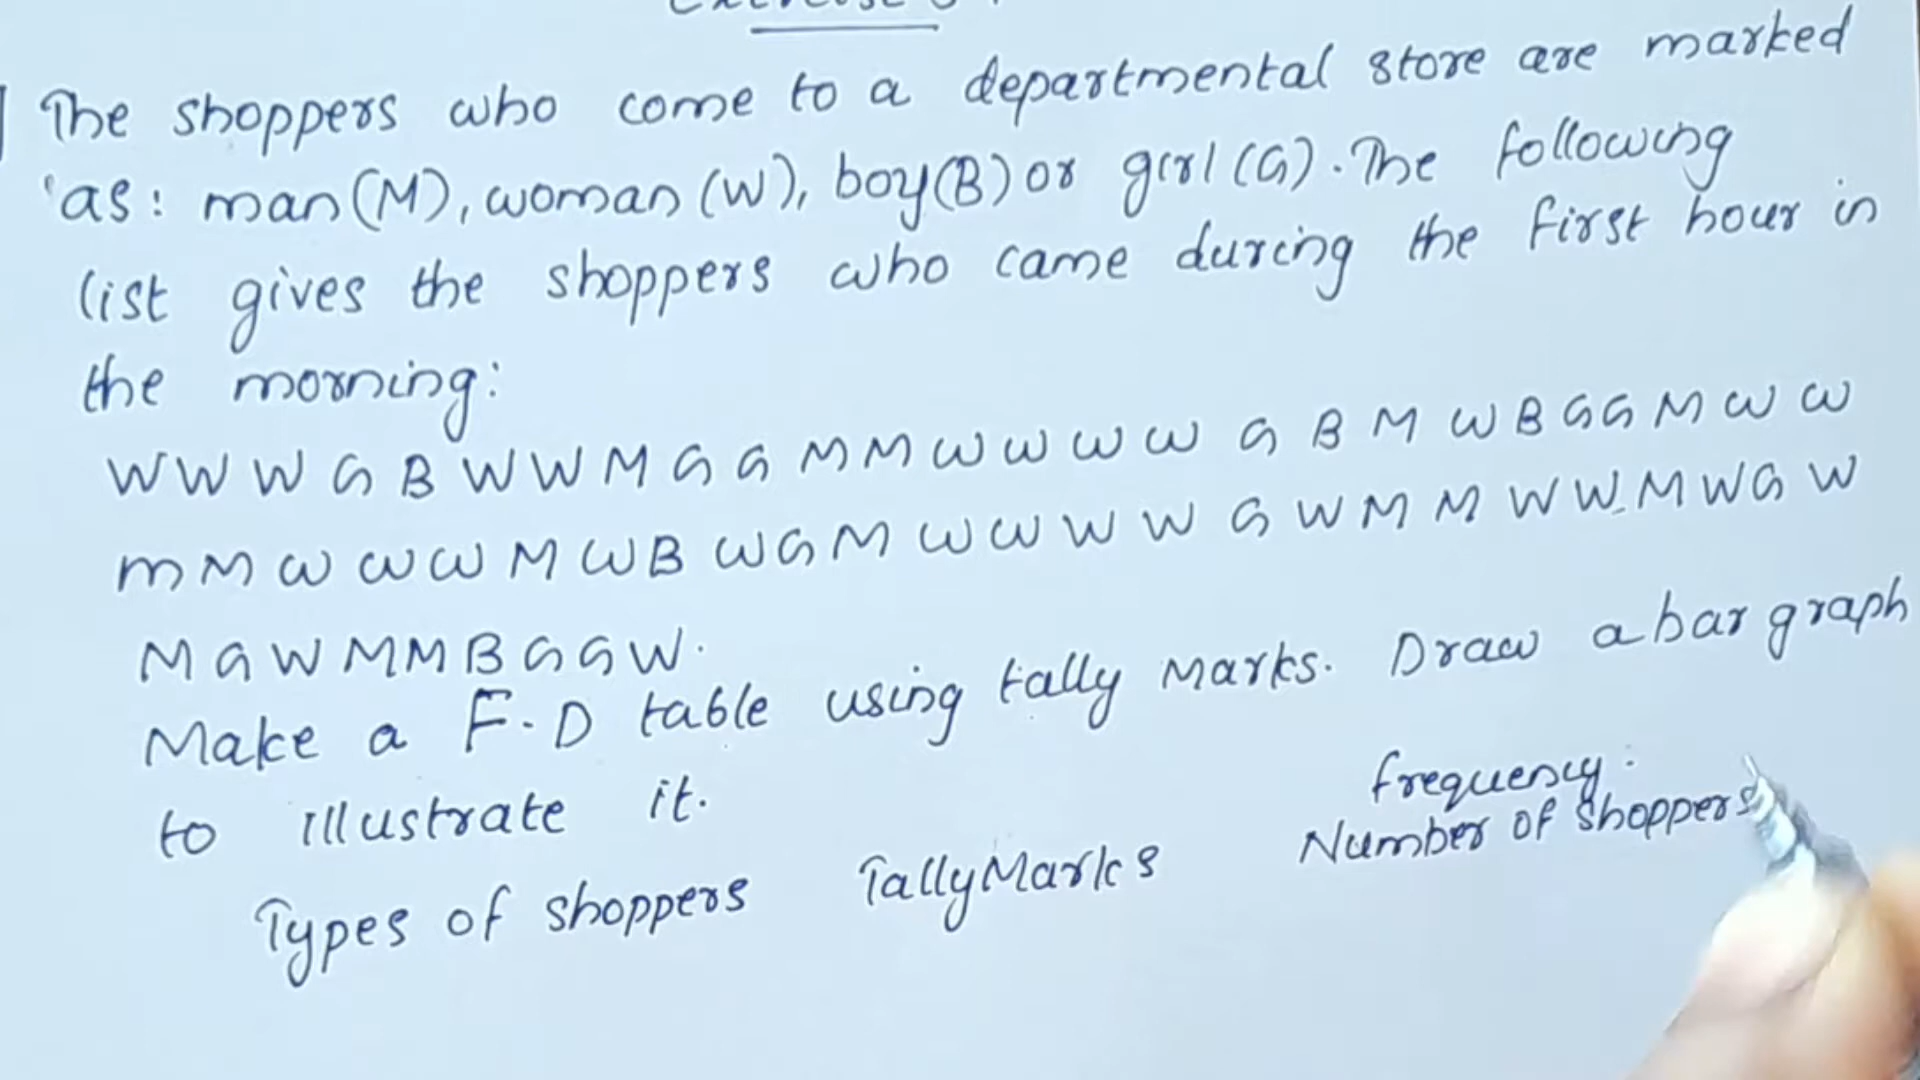 The shoppers who come to a departmental store are marked
as: man(M), woman (W), boy(B) or girl (G). The following
list gives the shoppers who came during the first hour in
the morning:
W W W G B W W M G G M M W W W W G B M W B G G M W W
m M W W W M W B W G M W W W W G W M M W W M W G W
M G W M M B G G W.
Make a F.D table using tally Marks. Draw a bar graph
to illustrate it.
frequency:
Types of shoppers TallyMarks Number of shoppers